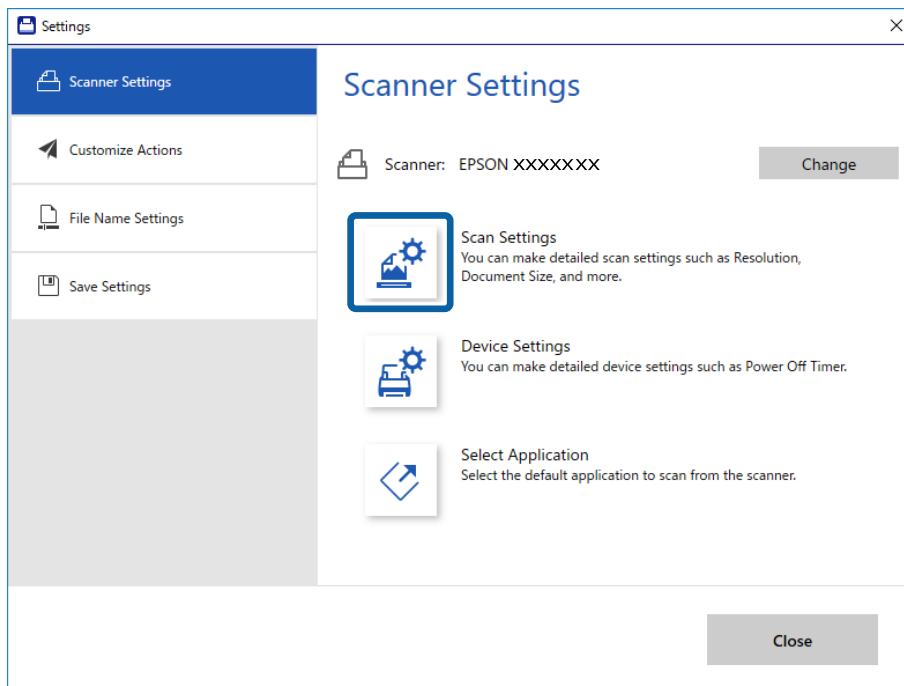 Settings
Scanner Settings
Customize Actions
File Name Settings
Save Settings
Scanner Settings
Scanner: EPSON XXXXXXX
Change
Scan Settings
You can make detailed scan settings such as Resolution,
Document Size, and more.
Device Settings
You can make detailed device settings such as Power Off Timer.
Select Application
Select the default application to scan from the scanner.
Close